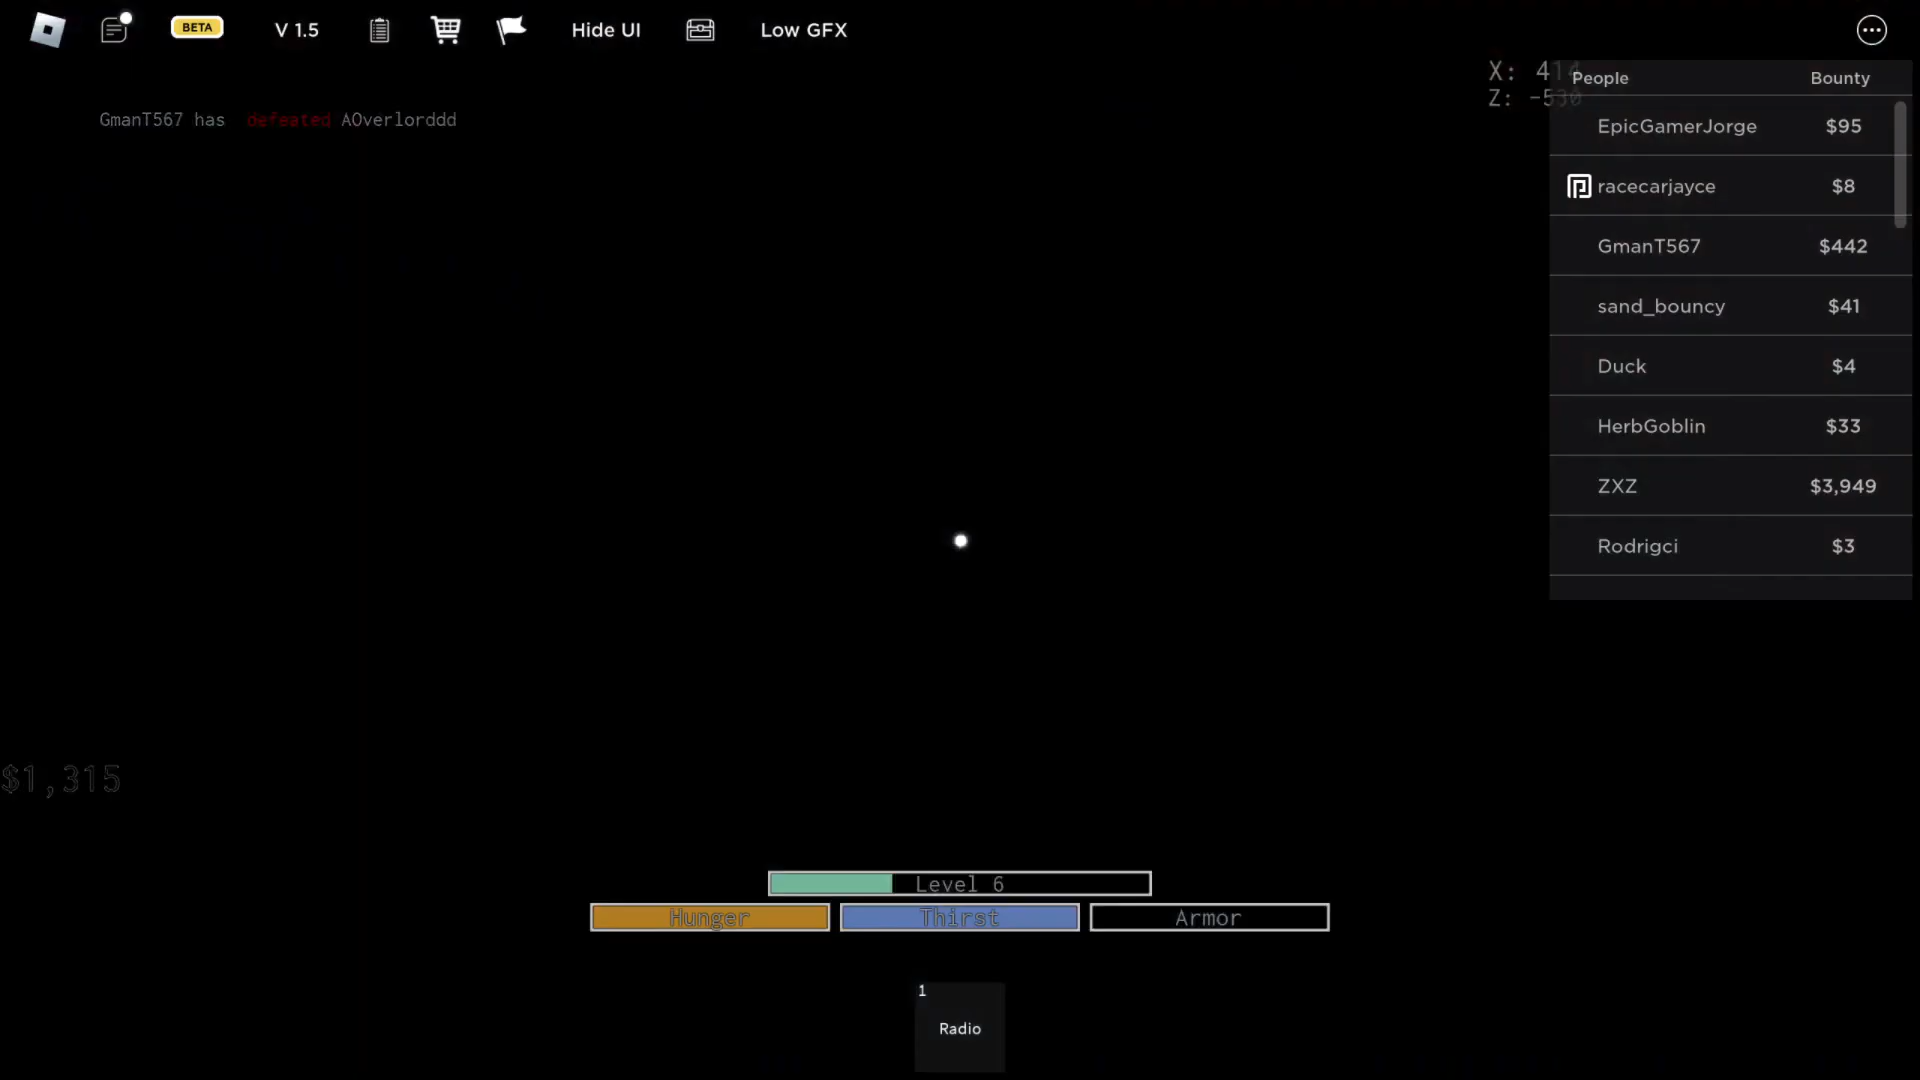 BETA
V 1.5
Hide UI
Low GFX
GmanT567 has defeated AOverlorddd
X: 414
Z: -530
People Bounty
EpicGamerJorge $95
racecarjayce $8
GmanT567 $442
sand_bouncy $41
Duck $4
HerbGoblin $33
ZXZ $3,949
Rodrigci $3
$1,315
Level 6
Hunger Thirst Armor
1
Radio